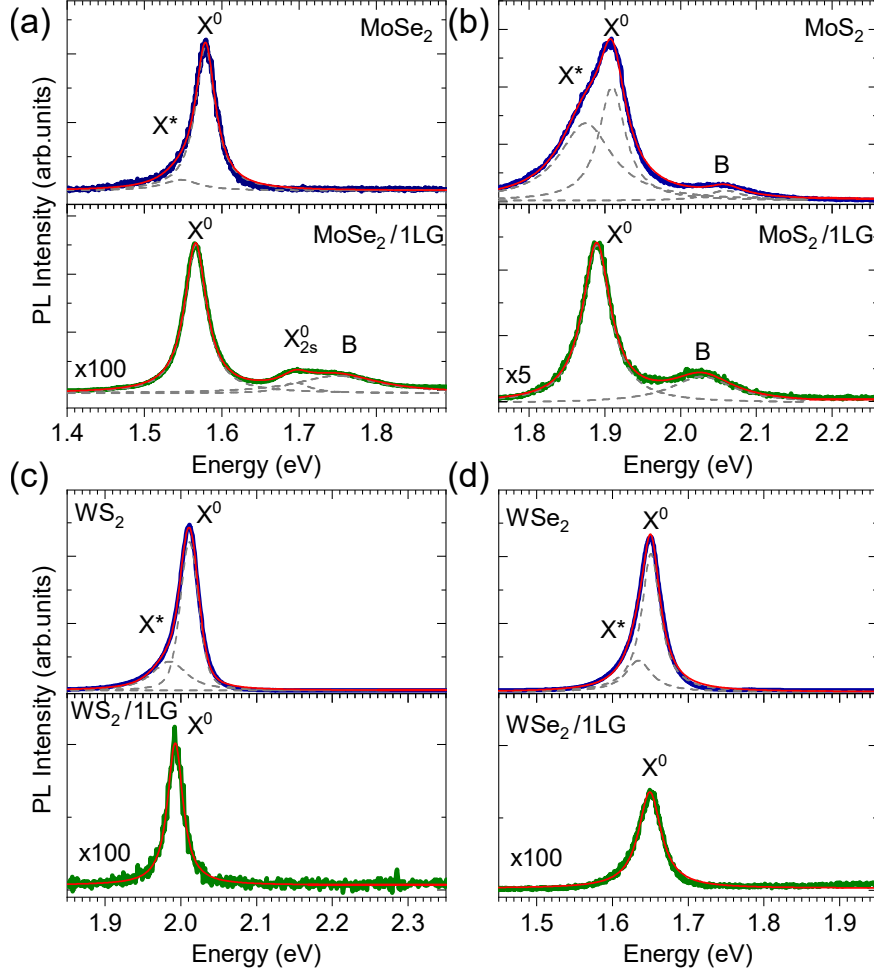 (a)
X⁰
MoSe₂
X*
PL Intensity (arb.units)
X⁰
MoSe₂/1LG
X⁰₂ₛ
B
x100
1.4 1.5 1.6 1.7 1.8
Energy (eV)
(b)
X⁰
MoS₂
X*
B
X⁰
MoS₂/1LG
B
x5
1.8 1.9 2.0 2.1 2.2
Energy (eV)
(c)
WS₂
X⁰
X*
PL Intensity (arb.units)
WS₂/1LG
X⁰
x100
1.9 2.0 2.1 2.2 2.3
Energy (eV)
(d)
WSe₂
X⁰
X*
WSe₂/1LG
X⁰
x100
1.5 1.6 1.7 1.8 1.9
Energy (eV)